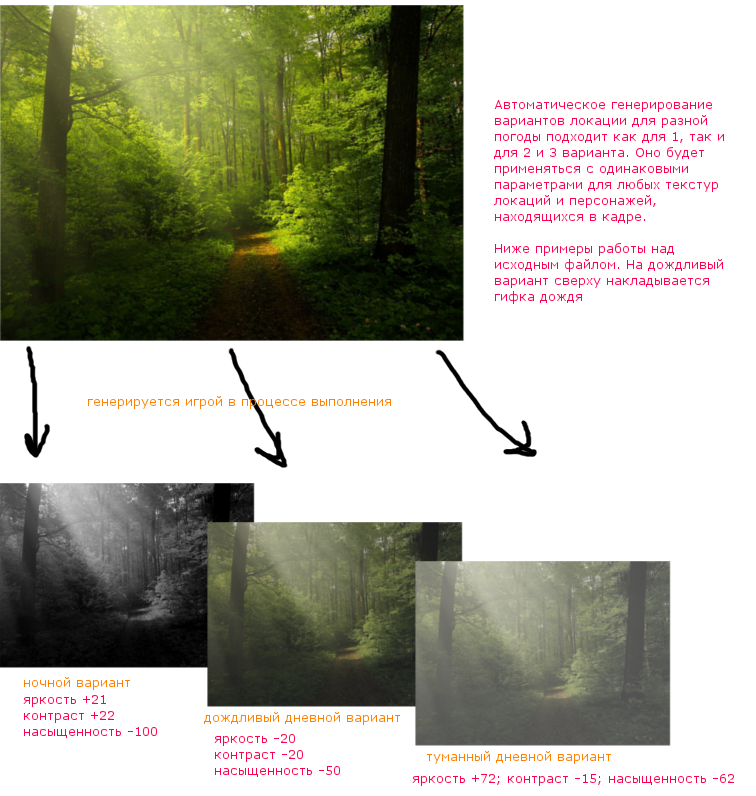 Автоматическое генерирование
вариантов локации для разной
погоды подходит как для 1, так и
для 2 и 3 варианта. Оно будет
применяться с одинаковыми
параметрами для любых текстур
локаций и персонажей,
находящихся в кадре.
Ниже примеры работы над
исходным файлом. На дождливый
вариант сверху накладывается
гифка дождя
генерируется игрой в процессе выполнения
ночной вариант
яркость +21
контраст +22
насыщенность -100
дождливый дневной вариант
яркость -20
контраст -20
насыщенность -50
туманный дневной вариант
яркость +72; контраст -15; насыщенность -62